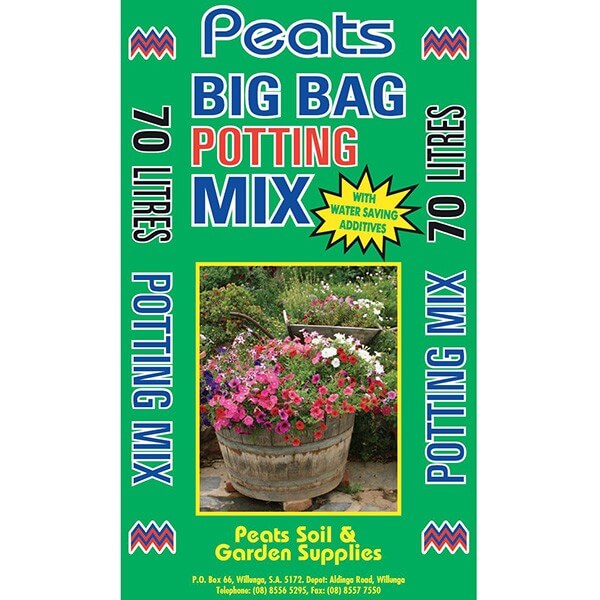 Peats
BIG BAG
POTTING
MIX
WITH
WATER SAVING
ADDITIVES
70 LITRES POTTING MIX
POTTING MIX 70 LITRES
Peats Soil &
Garden Supplies
P.O. Box 66, Willunga, S.A. 5172. Depot: Aldinga Road, Willunga
Telephone: (08) 8556 5295, Fax: (08) 8557 7550